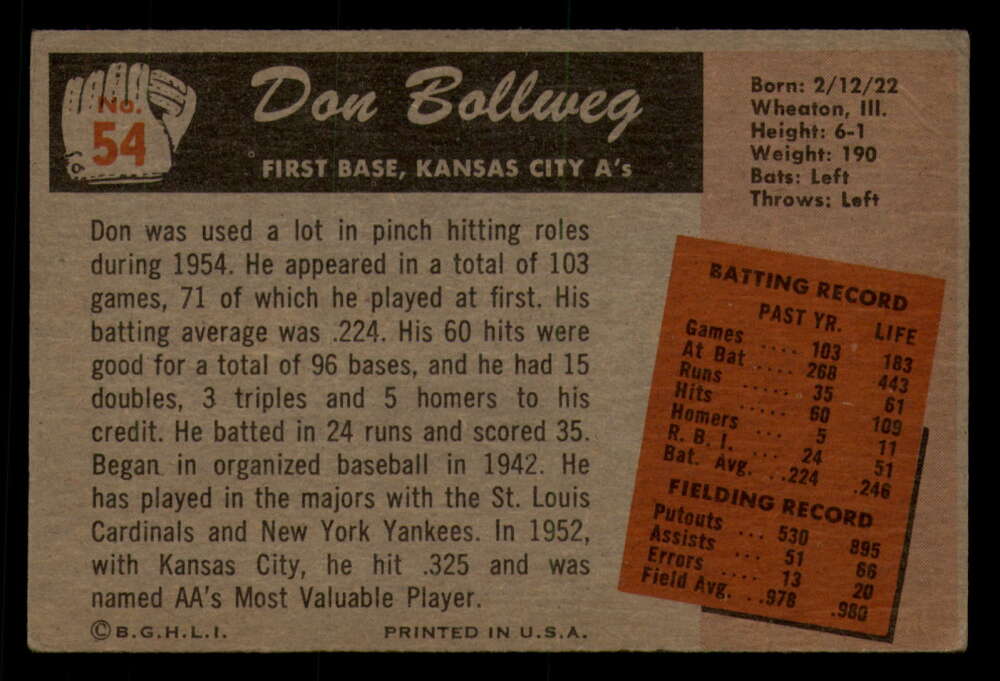 No.
54
Don Bollweg
FIRST BASE, KANSAS CITY A's
Born: 2/12/22
Wheaton, Ill.
Height: 6-1
Weight: 190
Bats: Left
Throws: Left
Don was used a lot in pinch hitting roles
during 1954. He appeared in a total of 103
games, 71 of which he played at first. His
batting average was .224. His 60 hits were
good for a total of 96 bases, and he had 15
doubles, 3 triples and 5 homers to his
credit. He batted in 24 runs and scored 35.
Began in organized baseball in 1942. He
has played in the majors with the St. Louis
Cardinals and New York Yankees. In 1952,
with Kansas City, he hit .325 and was
named AA's Most Valuable Player.
BATTING RECORD
PAST YR. LIFE
Games .... 103 183
At Bat .... 268 443
Runs ..... 35 61
Hits ..... 60 109
Homers ... 5 11
R. B. I. ... 24 51
Bat. Avg. ..224 .246
FIELDING RECORD
Putouts ... 530 895
Assists ... 51 66
Errors .... 13 20
Field Avg. ..978 .980
©B.G.H.L.I. PRINTED IN U.S.A.